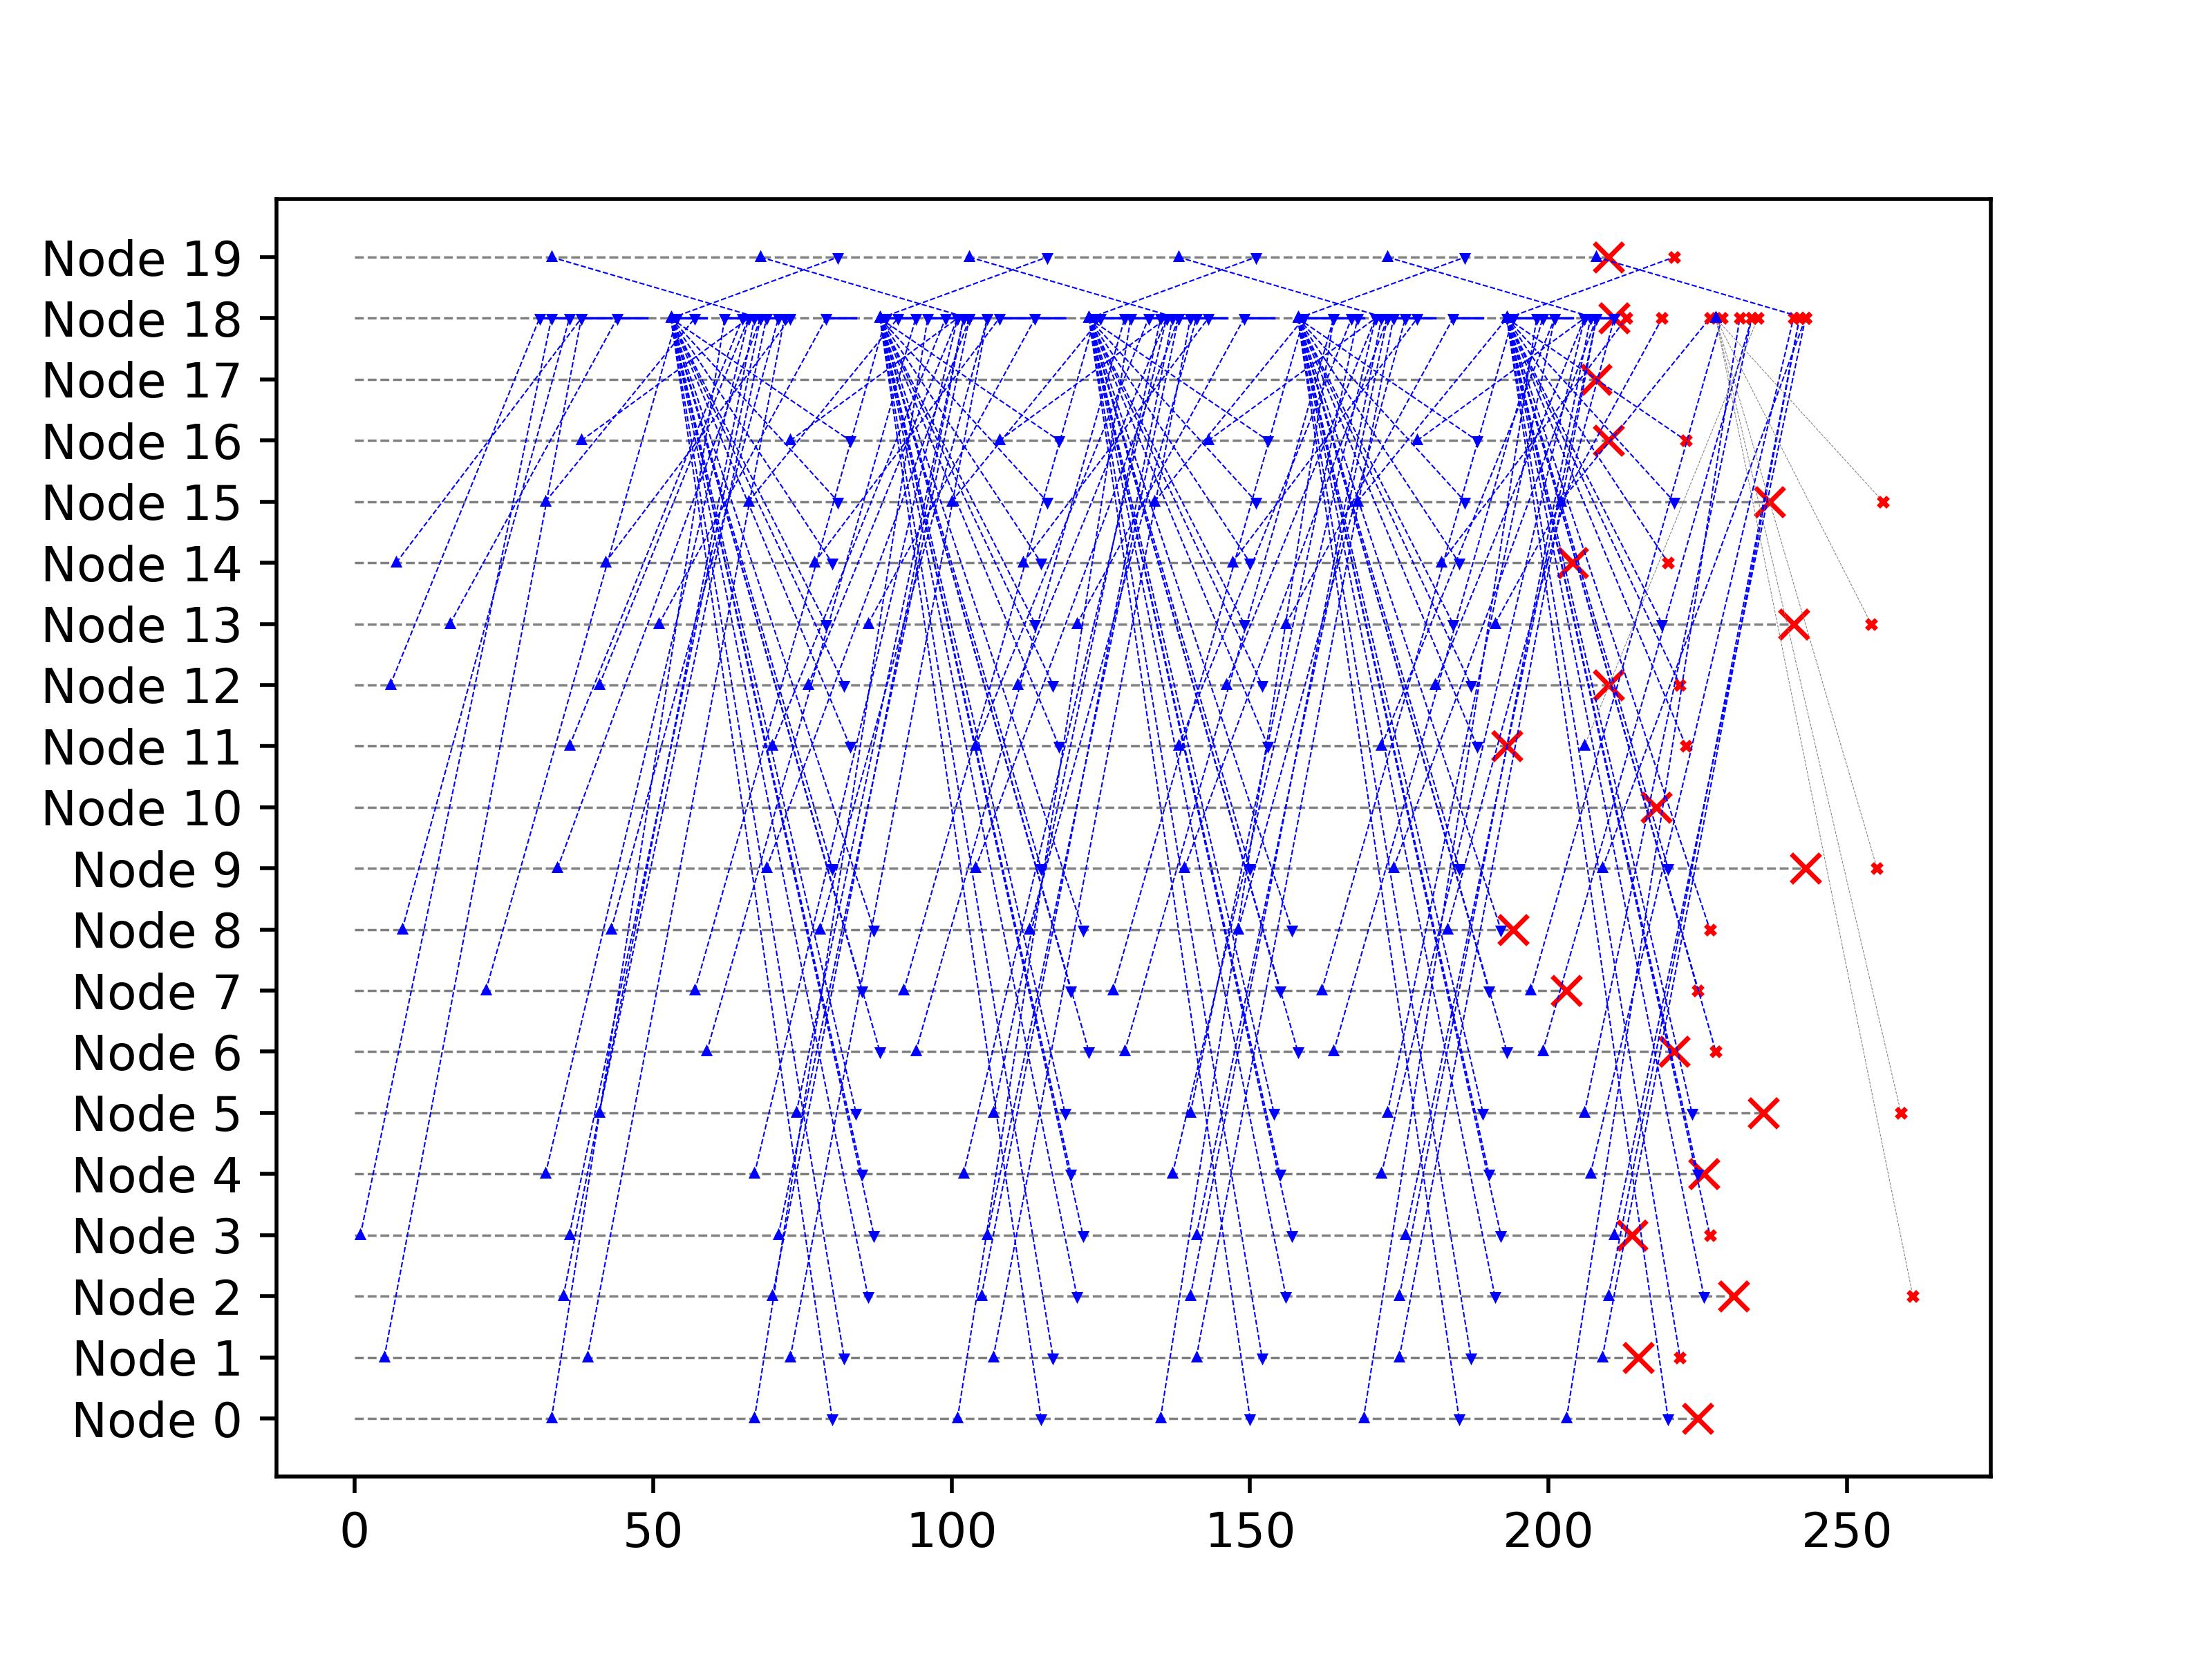 Node 19
Node 18
Node 17
Node 16
Node 15
Node 14
Node 13
Node 12
Node 11
Node 10
Node 9
Node 8
Node 7
Node 6
Node 5
Node 4
Node 3
Node 2
Node 1
Node 0
0 50 100 150 200 250